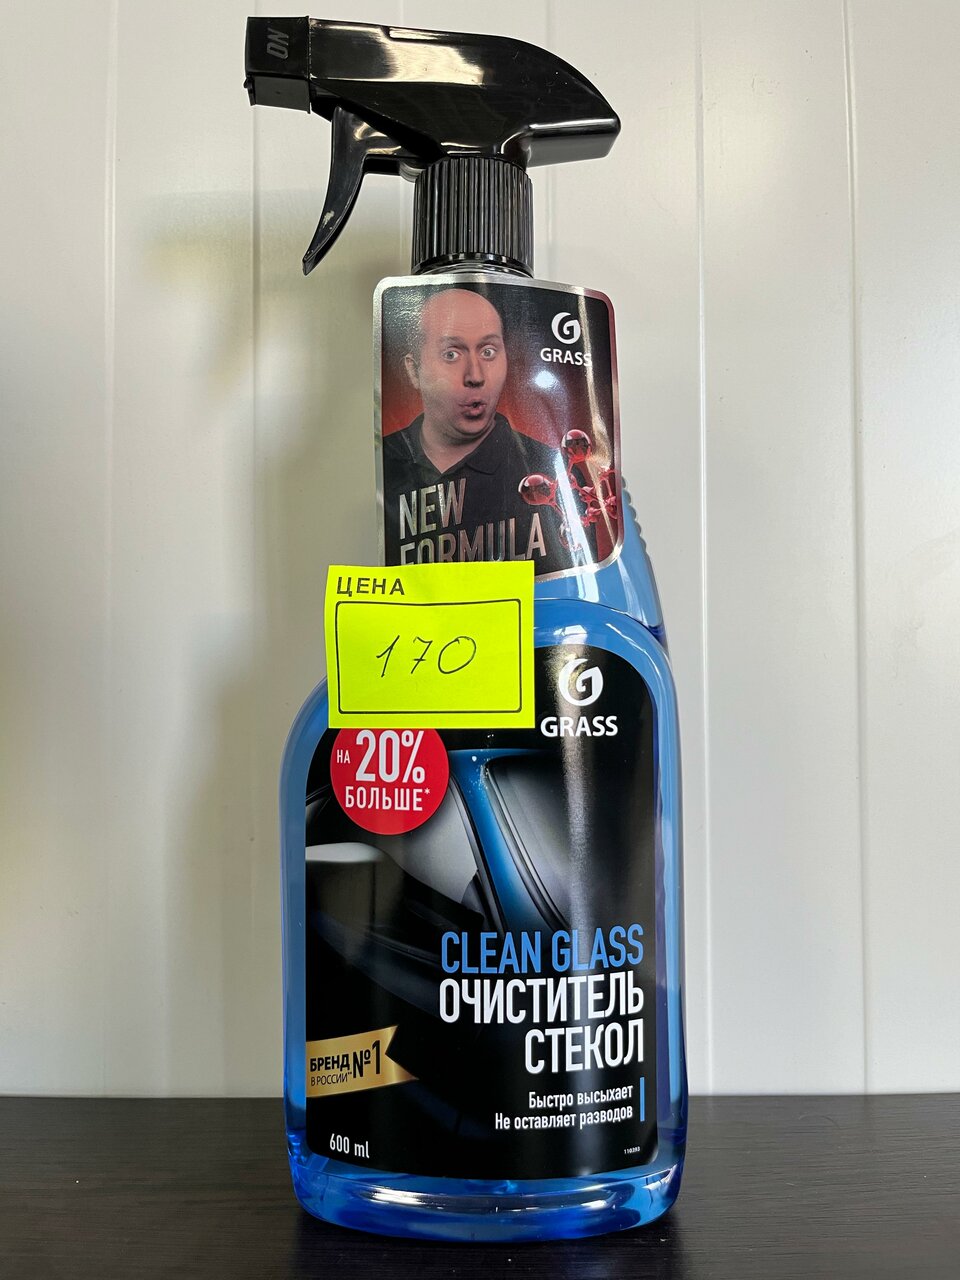 ON
GRASS
NEW
FORMULA
ЦЕНА
170
GRASS
НА 20%
БОЛЬШЕ*
CLEAN GLASS
ОЧИСТИТЕЛЬ
СТЕКОЛ
БРЕНД №1
В РОССИИ**
Быстро высыхает
Не оставляет разводов
600 ml
110393